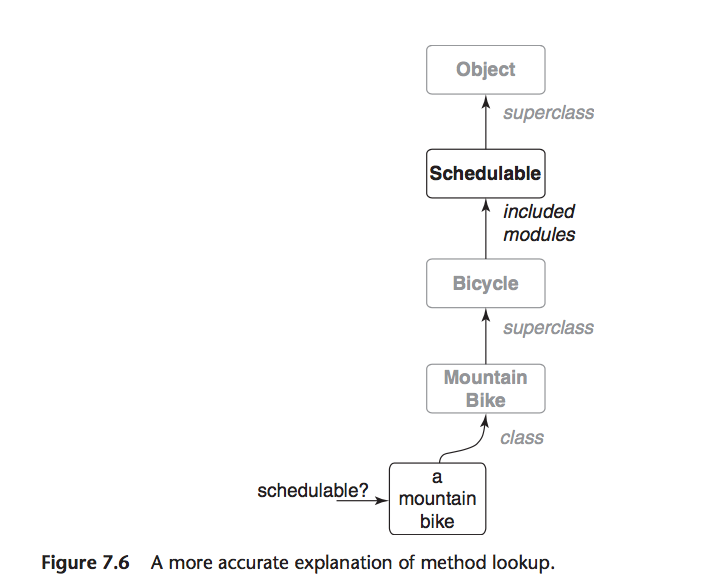 Object
superclass
Schedulable
included
modules
Bicycle
superclass
Mountain
Bike
class
schedulable?
a
mountain
bike
Figure 7.6 A more accurate explanation of method lookup.